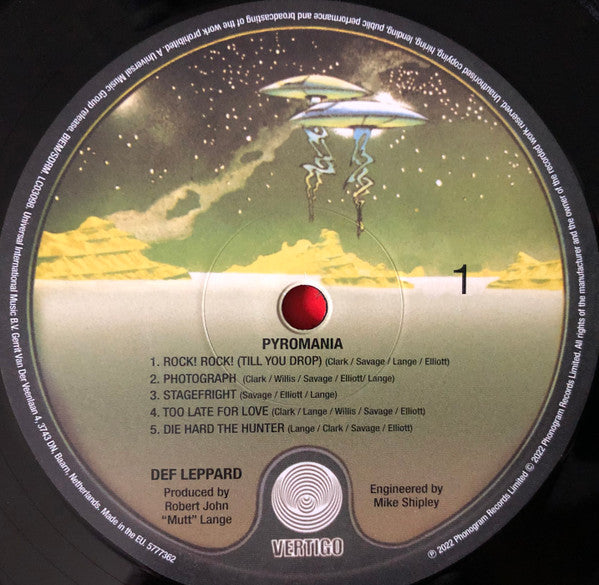 1
PYROMANIA
1. ROCK! ROCK! (TILL YOU DROP) (Clark / Savage / Lange / Elliott)
2. PHOTOGRAPH (Clark / Willis / Savage / Elliott/ Lange)
3. STAGEFRIGHT (Savage / Elliott / Lange)
4. TOO LATE FOR LOVE (Clark / Lange / Willis / Savage / Elliott)
5. DIE HARD THE HUNTER (Lange / Clark / Savage / Elliott)
DEF LEPPARD
Produced by
Robert John
"Mutt" Lange
Engineered by
Mike Shipley
VERTIGO
℗ 2022 Phonogram Records Limited © 2022 Phonogram Records Limited. All rights of the manufacturer and the owner of the recorded work reserved. Unauthorised copying, hiring, lending, public performance and broadcasting of the work prohibited. A Universal Music Group release. BIEM/SDRM. LC03098. Universal International Music B.V. Gerrit Van Der Veenlaan 4, 3743 DN, Baarn, Netherlands. Made in the EU. 5777362